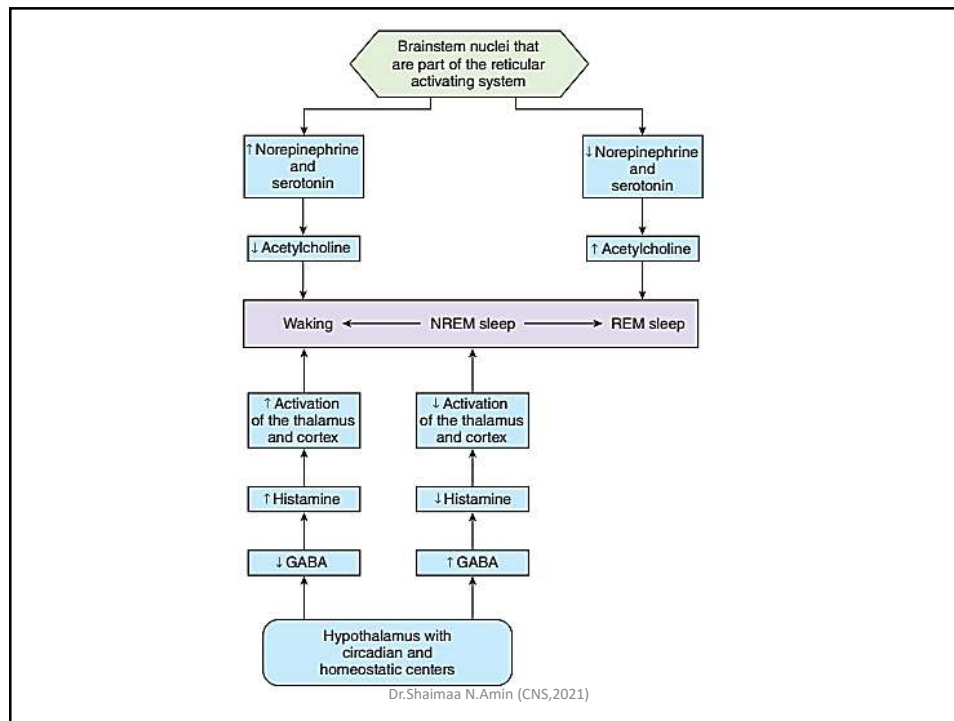 Brainstem nuclei that
are part of the reticular
activating system
↑Norepinephrine
and
serotonin
↓Norepinephrine
and
serotonin
↓Acetylcholine
↑Acetylcholine
Waking
NREM sleep
REM sleep
↑Activation
of the thalamus
and cortex
↓Activation
of the thalamus
and cortex
↑Histamine
↓Histamine
↓GABA
↑GABA
Hypothalamus with
circadian and
homeostatic centers
Dr.Shaimaa N.Amin (CNS,2021)